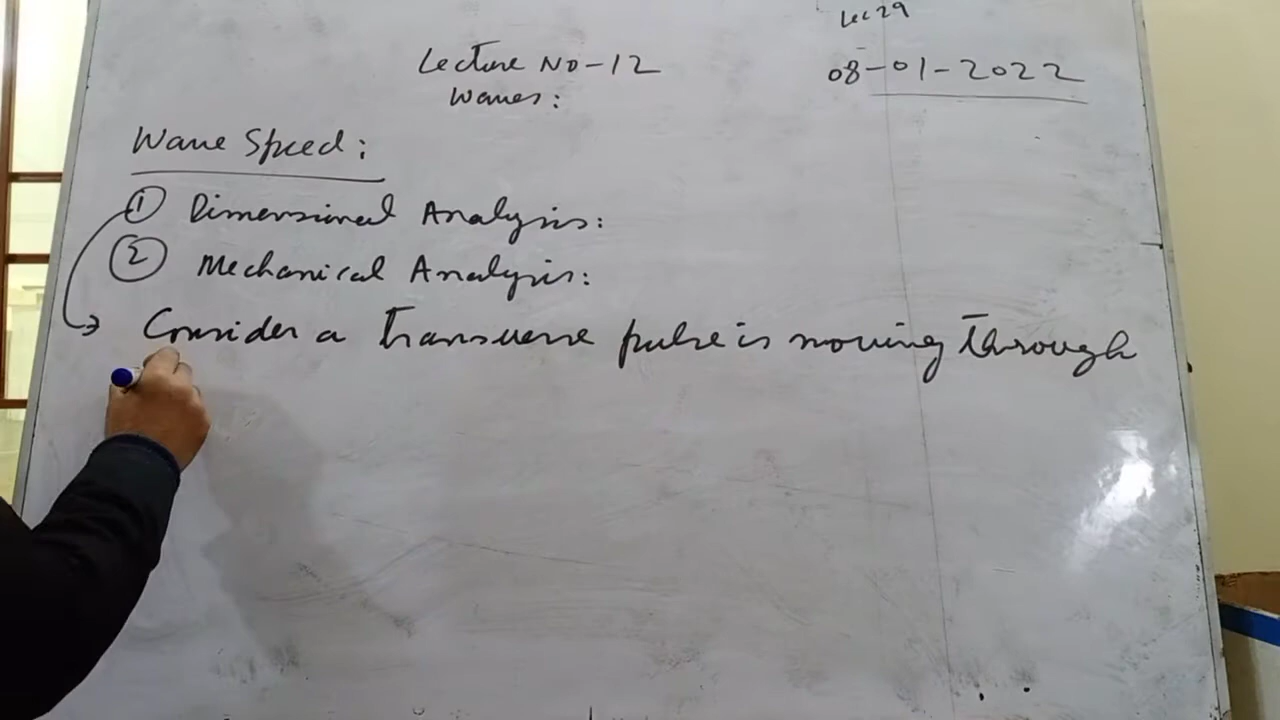 Lec 29
Lecture NO-12
08-01-2022
Waves:
Wave Speed:
① Dimensional Analysis:
② Mechanical Analysis:
→ Consider a transverse pulse is moving through